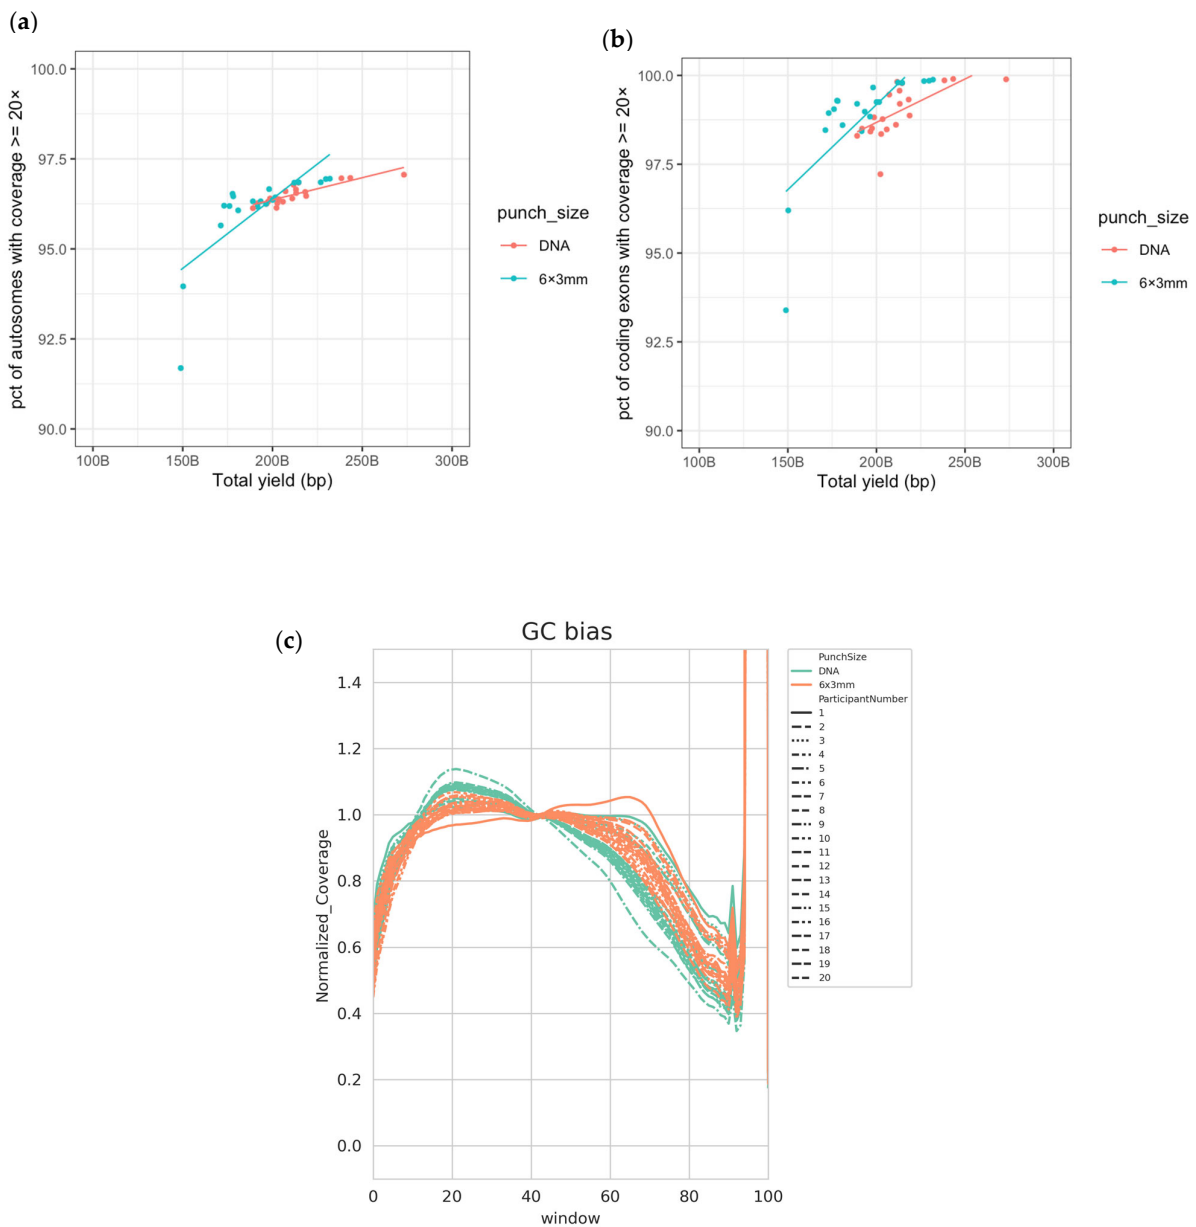 (a)
100.0
97.5
95.0
92.5
90.0
pct of autosomes with coverage >= 20×
100B 150B 200B 250B 300B
Total yield (bp)
punch_size
DNA
6×3mm
(b)
100.0
97.5
95.0
92.5
90.0
pct of coding exons with coverage >= 20×
100B 150B 200B 250B 300B
Total yield (bp)
punch_size
DNA
6×3mm
(c)
GC bias
1.4
1.2
1.0
0.8
0.6
0.4
0.2
0.0
Normalized_Coverage
0 20 40 60 80 100
window
PunchSize
DNA
6x3mm
ParticipantNumber
1
2
3
4
5
6
7
8
9
10
11
12
13
14
15
16
17
18
19
20